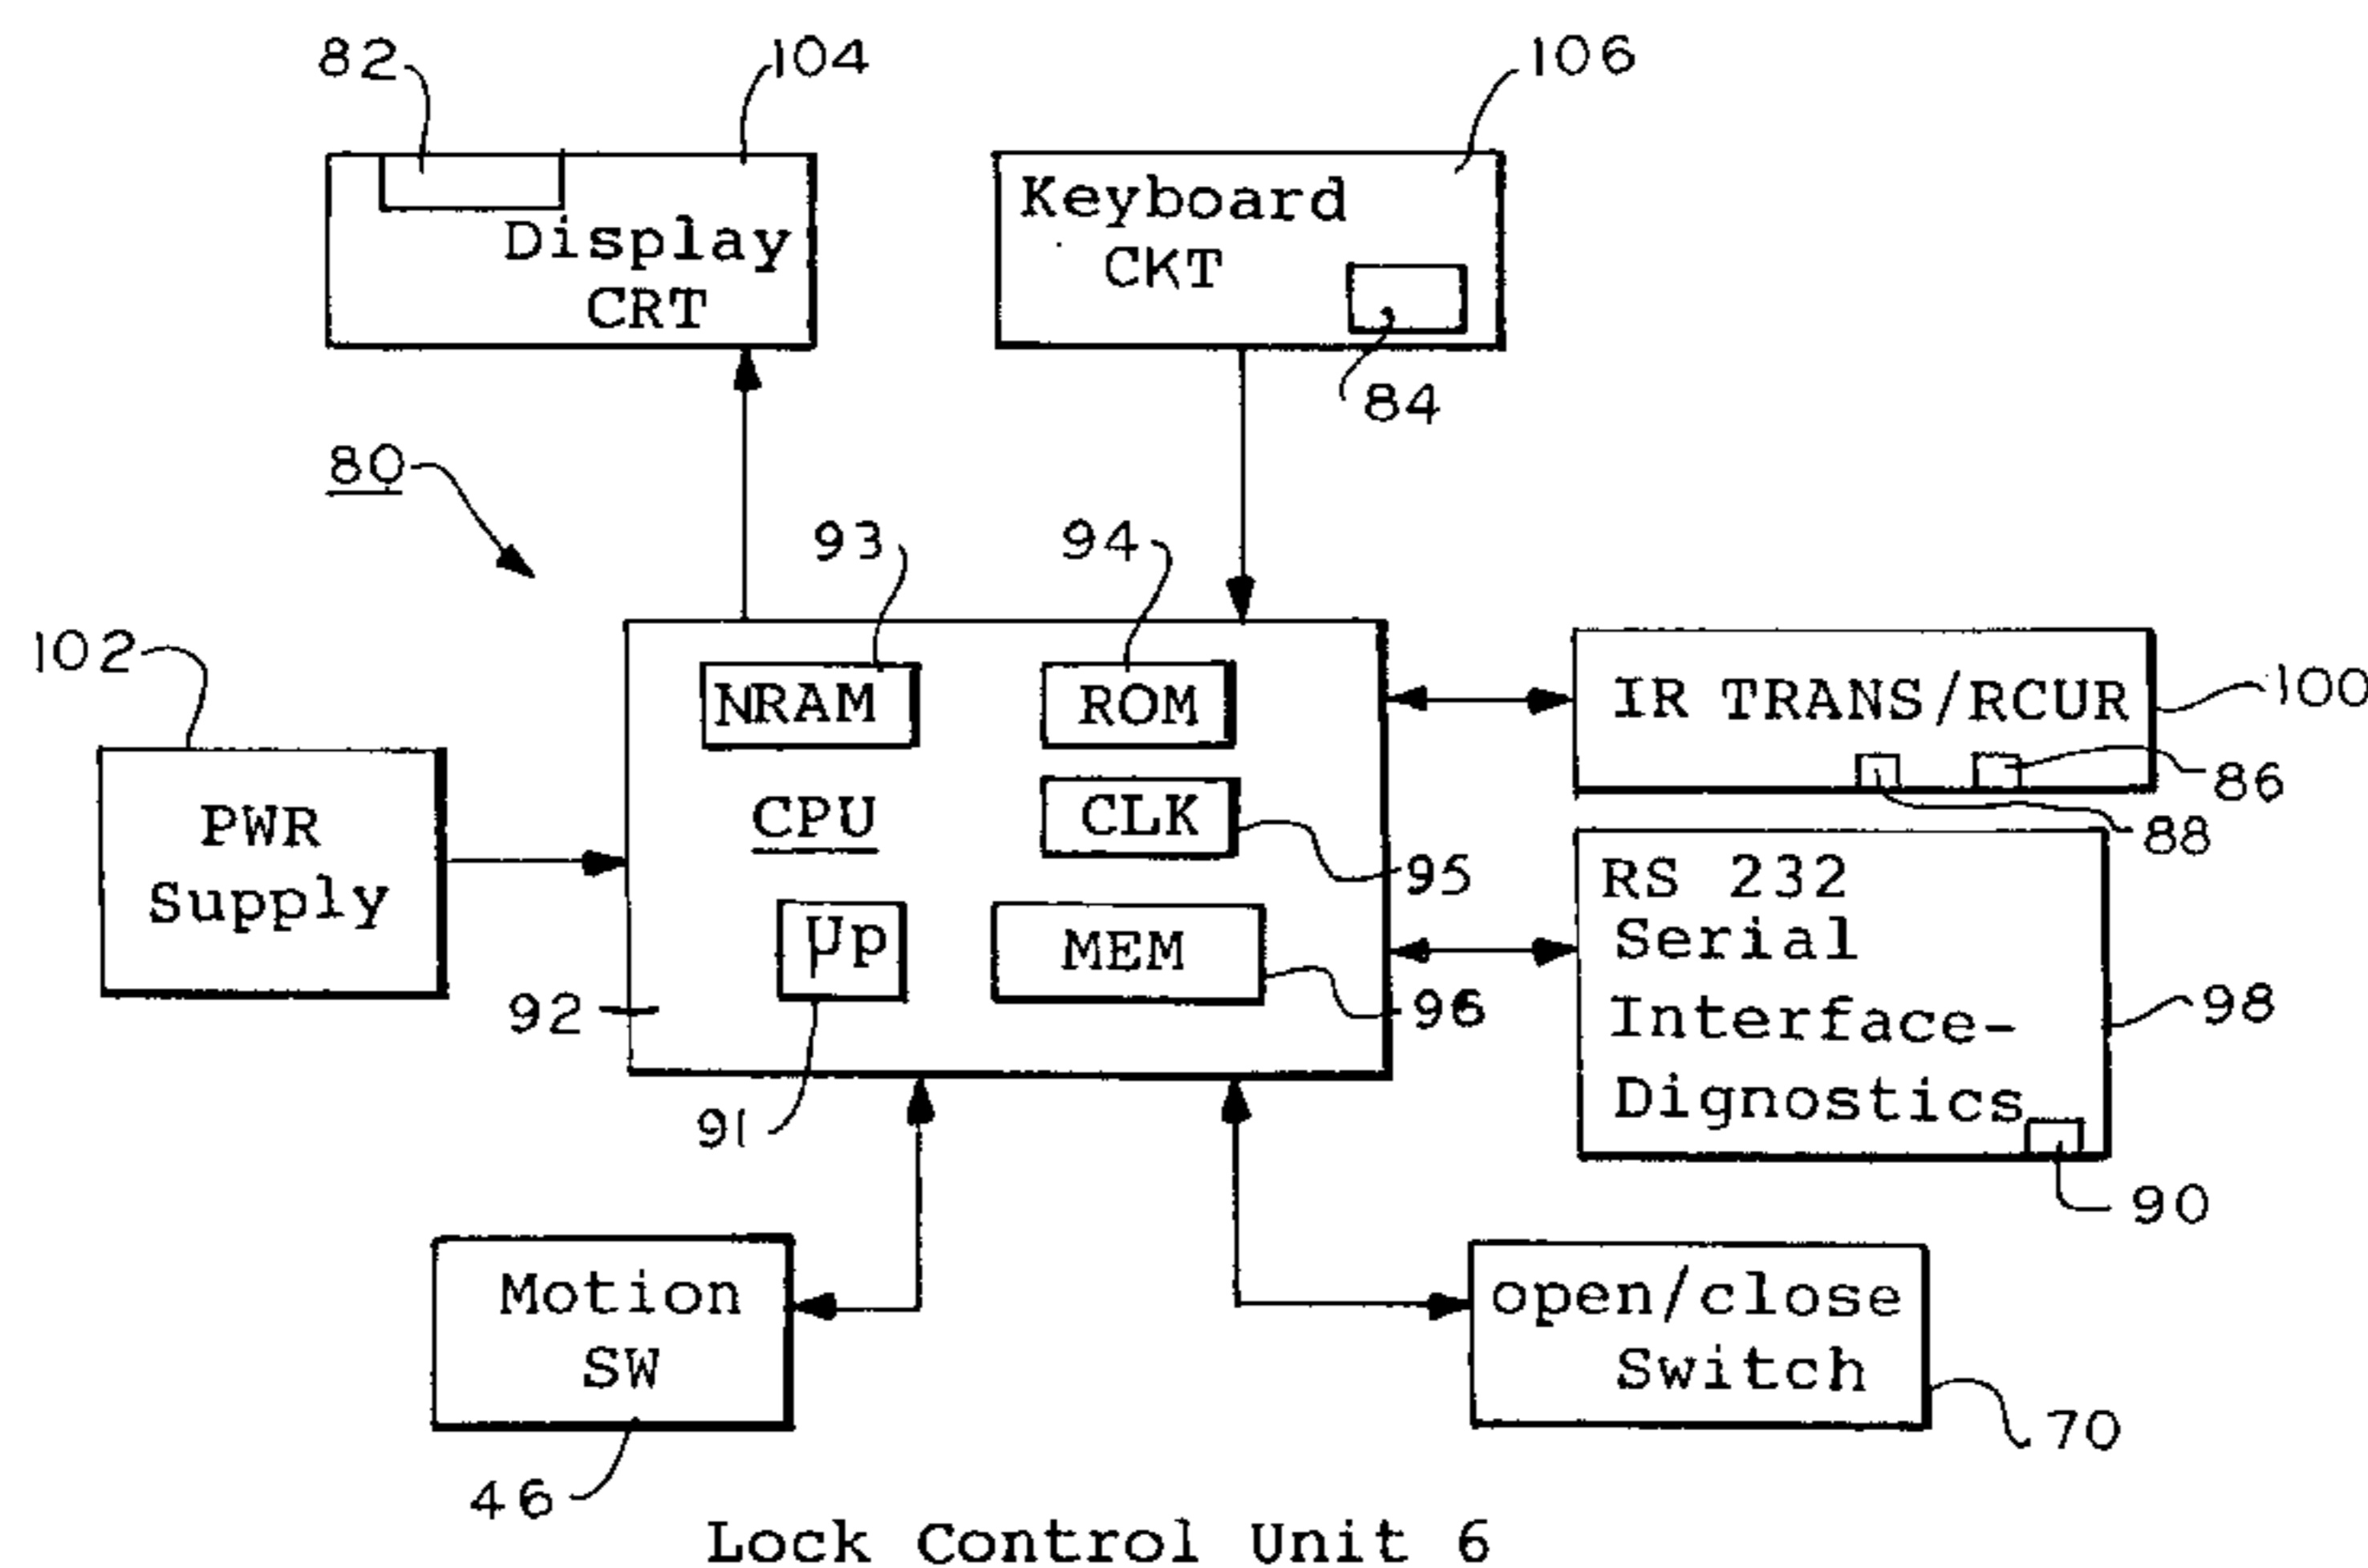 82
104
106
Display
CRT
Keyboard
CKT
84
80
93
94
102
NRAM
ROM
IR TRANS/RCUR
100
PWR
Supply
CPU
CLK
86
88
95
RS 232
Serial
Interface-
Dignostics
μp
MEM
92
96
98
91
90
Motion
SW
open/close
Switch
46
70
Lock Control Unit 6